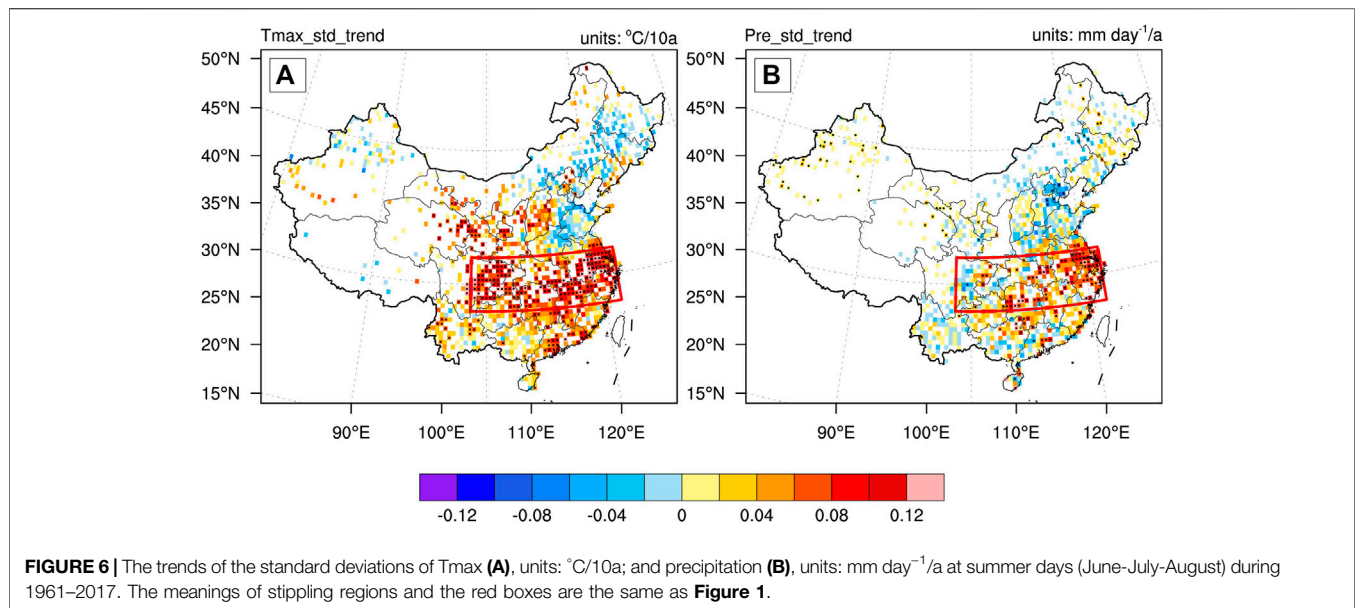 Tmax_std_trend units: °C/10a
A
50°N
45°N
40°N
35°N
30°N
25°N
20°N
15°N
90°E 100°E 110°E 120°E
Pre_std_trend units: mm day⁻¹/a
B
50°N
45°N
40°N
35°N
30°N
25°N
20°N
15°N
90°E 100°E 110°E 120°E
-0.12 -0.08 -0.04 0 0.04 0.08 0.12
FIGURE 6 | The trends of the standard deviations of Tmax (A), units: °C/10a; and precipitation (B), units: mm day⁻¹/a at summer days (June-July-August) during
1961–2017. The meanings of stippling regions and the red boxes are the same as Figure 1.